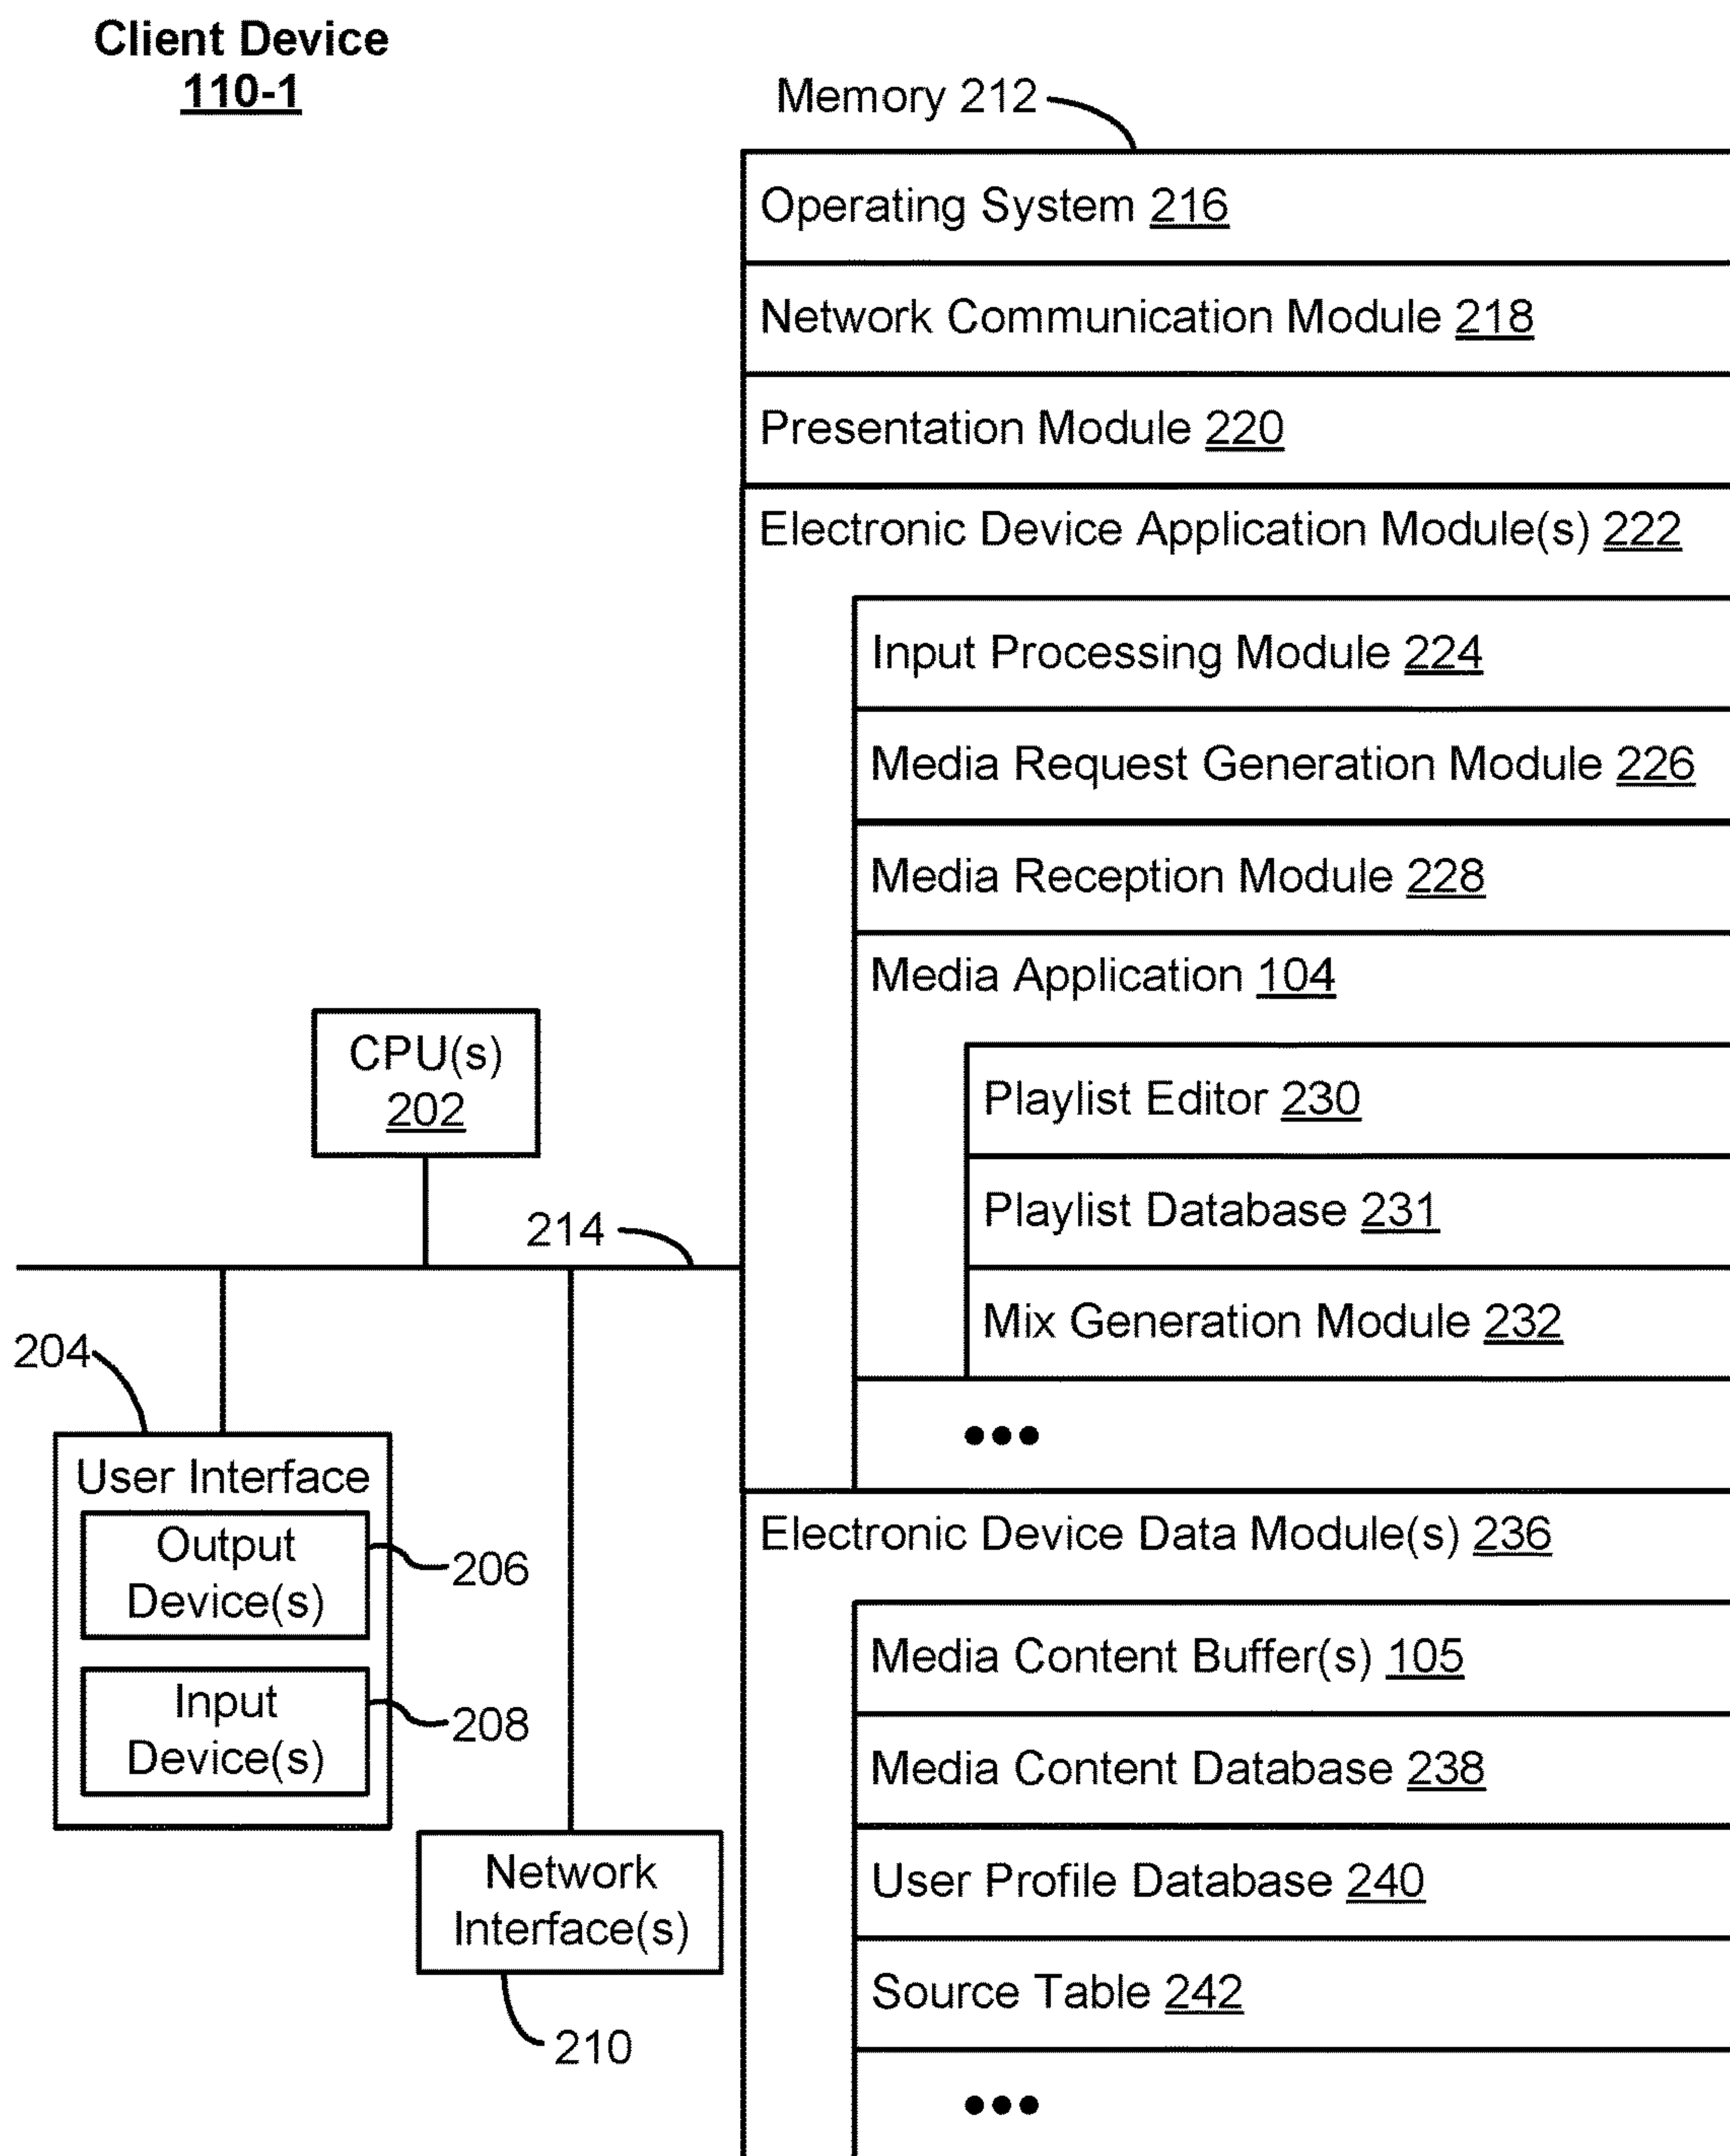 Client Device
110-1
Memory 212
Operating System 216
Network Communication Module 218
Presentation Module 220
Electronic Device Application Module(s) 222
Input Processing Module 224
Media Request Generation Module 226
Media Reception Module 228
Media Application 104
Playlist Editor 230
Playlist Database 231
Mix Generation Module 232
•••
CPU(s)
202
214
204
User Interface
Output
Device(s)
206
Input
Device(s)
208
Network
Interface(s)
210
Electronic Device Data Module(s) 236
Media Content Buffer(s) 105
Media Content Database 238
User Profile Database 240
Source Table 242
•••